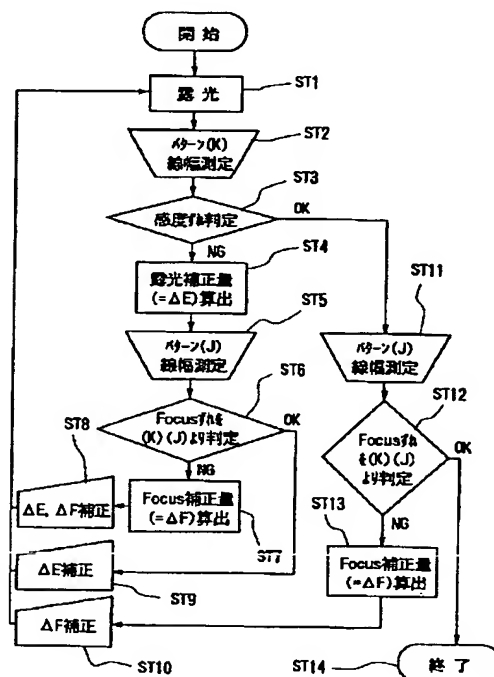 開始
ST1
露光
ST2
パターン(K)
線幅測定
ST3
感度ずれ判定
OK
NG
ST4
露光補正量
(=ΔE)算出
ST5
パターン(J)
線幅測定
ST6
Focusずれを
(K)(J)より判定
OK
NG
ST7
Focus補正量
(=ΔF)算出
ST8
ΔE, ΔF補正
ΔE補正
ST9
ΔF補正
ST10
ST11
パターン(J)
線幅測定
ST12
Focusずれ
を(K)(J)
より判定
OK
NG
ST13
Focus補正量
(=ΔF)算出
ST14
終了